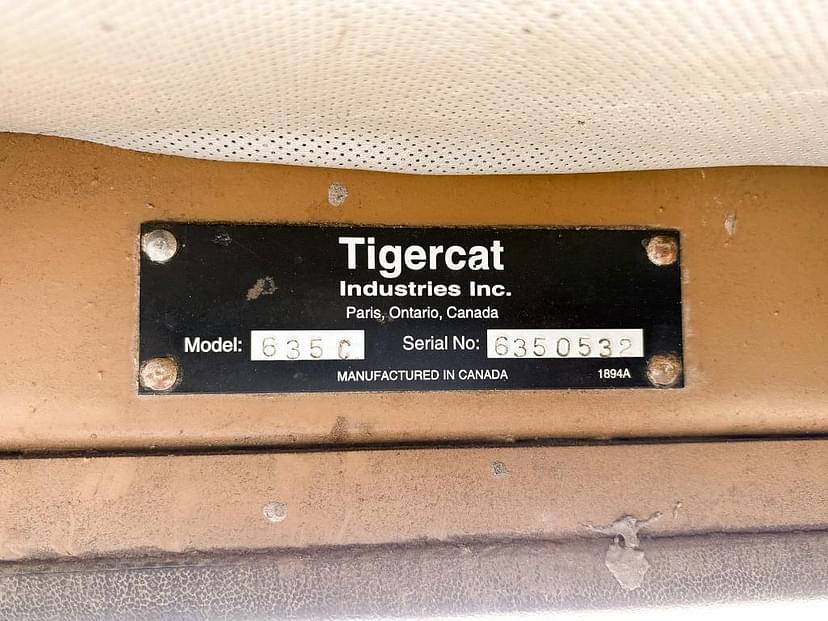 Tigercat
Industries Inc.
Paris, Ontario, Canada
Model: 635C Serial No: 6350532
MANUFACTURED IN CANADA 1894A